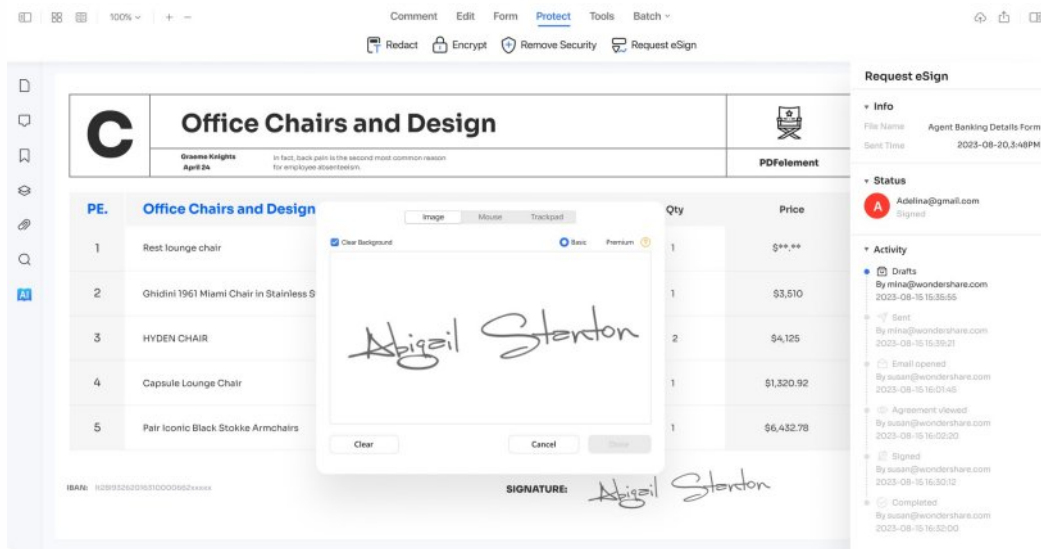 100%
+ −
Comment Edit Form Protect Tools Batch
Redact Encrypt Remove Security Request eSign
C
Office Chairs and Design
Graeme Knights
April 24
In fact, back pain is the second most common reason
for employee absenteeism.
PDFelement
PE. Office Chairs and Design Qty Price
1 Rest lounge chair 1 $**.**
2 Ghidini 1961 Miami Chair in Stainless S 1 $3,510
3 HYDEN CHAIR 2 $4,125
4 Capsule Lounge Chair 1 $1,320.92
5 Pair Iconic Black Stokke Armchairs 1 $6,432.78
IBAN:
SIGNATURE: Abigail Stanton
AI
Image Mouse Trackpad
Clear Background Basic Premium ?
Abigail Stanton
Clear Cancel Done
Request eSign
Info
File Name Agent Banking Details Form
Sent Time 2023-08-20,3:48PM
Status
A
Adelina@gmail.com
Signed
Activity
Drafts
By mina@wondershare.com
2023-08-15 15:35:55
Sent
By mina@wondershare.com
2023-08-15 15:39:21
Email opened
By susan@wondershare.com
2023-08-15 16:01:45
Agreement viewed
By susan@wondershare.com
2023-08-15 16:02:20
Signed
By susan@wondershare.com
2023-08-15 16:30:12
Completed
By susan@wondershare.com
2023-08-15 16:32:00